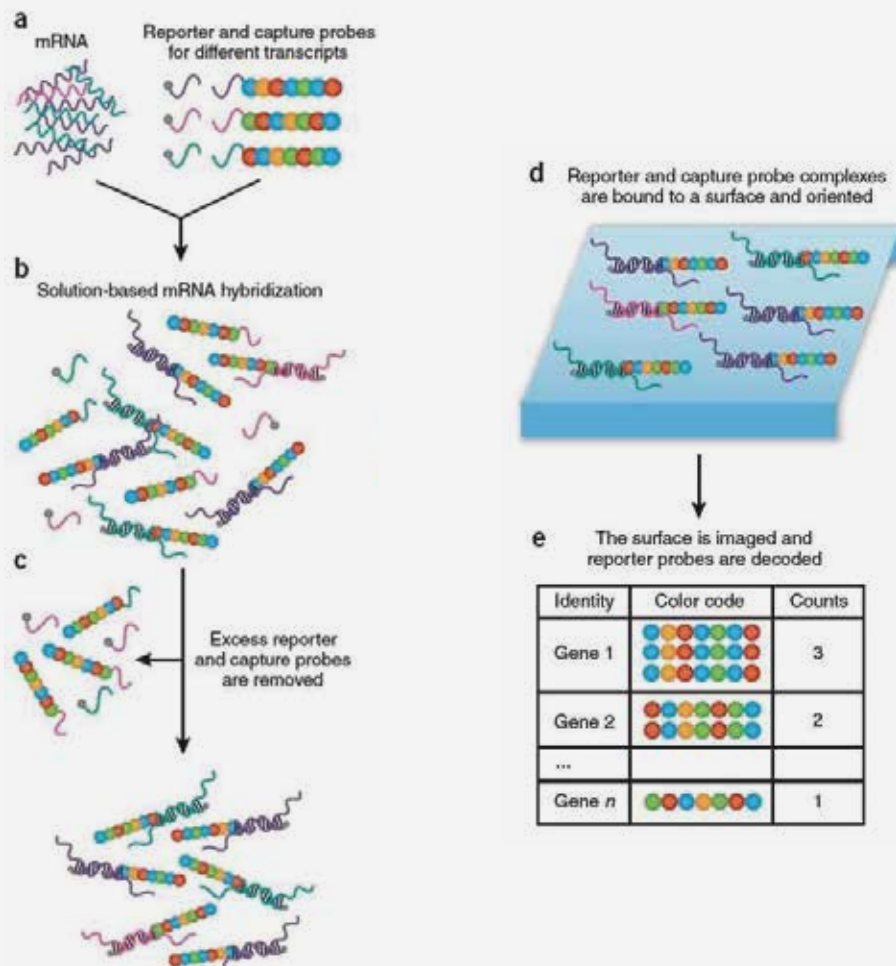 a
mRNA
Reporter and capture probes
for different transcripts
b
Solution-based mRNA hybridization
c
Excess reporter
and capture probes
are removed
d
Reporter and capture probe complexes
are bound to a surface and oriented
e
The surface is imaged and
reporter probes are decoded
Identity Color code Counts
Gene 1 3
Gene 2 2
...
Gene n 1